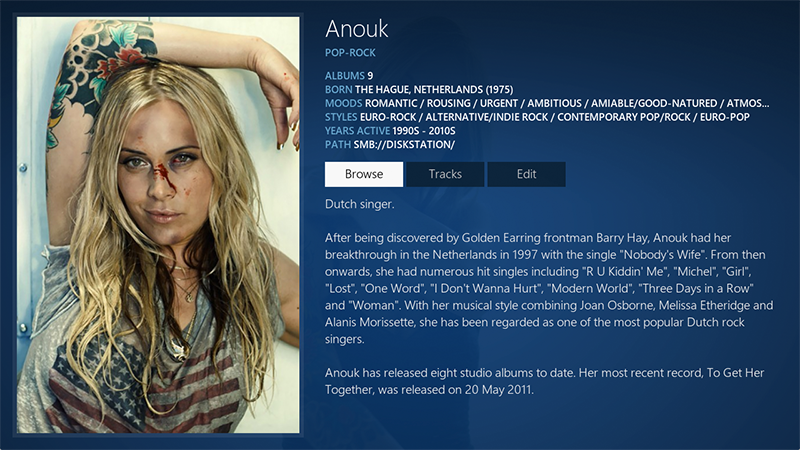 Anouk
POP-ROCK
ALBUMS 9
BORN THE HAGUE, NETHERLANDS (1975)
MOODS ROMANTIC / ROUSING / URGENT / AMBITIOUS / AMIABLE/GOOD-NATURED / ATMOS...
STYLES EURO-ROCK / ALTERNATIVE/INDIE ROCK / CONTEMPORARY POP/ROCK / EURO-POP
YEARS ACTIVE 1990S - 2010S
PATH SMB://DISKSTATION/
Browse Tracks Edit
Dutch singer.
After being discovered by Golden Earring frontman Barry Hay, Anouk had her
breakthrough in the Netherlands in 1997 with the single "Nobody's Wife". From then
onwards, she had numerous hit singles including "R U Kiddin' Me", "Michel", "Girl",
"Lost", "One Word", "I Don't Wanna Hurt", "Modern World", "Three Days in a Row"
and "Woman". With her musical style combining Joan Osborne, Melissa Etheridge and
Alanis Morissette, she has been regarded as one of the most popular Dutch rock
singers.
Anouk has released eight studio albums to date. Her most recent record, To Get Her
Together, was released on 20 May 2011.